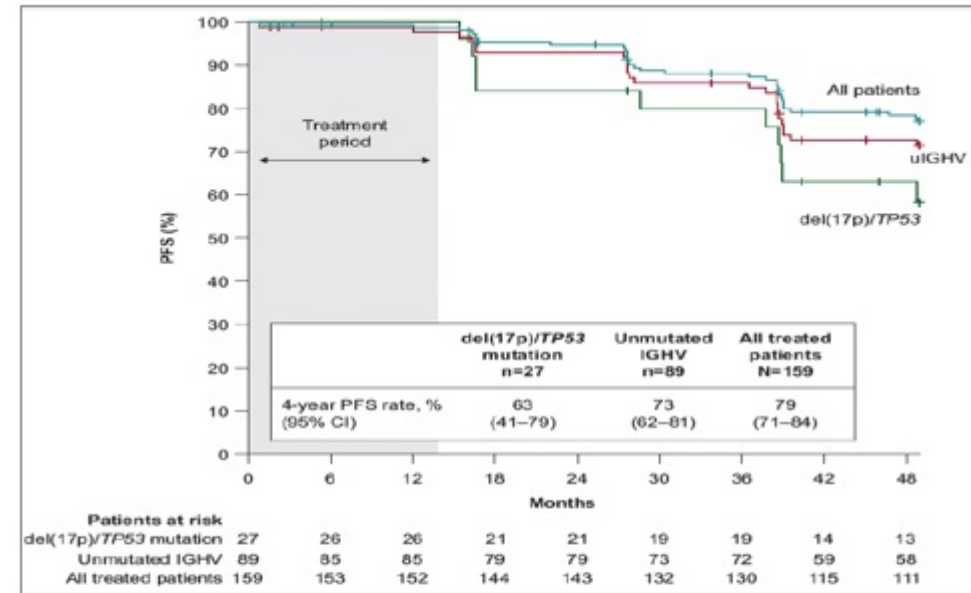 100
90
80
70
60
50
40
30
20
10
0
PFS (%)
Treatment
period
All patients
uIGHV
del(17p)/TP53
del(17p)/TP53 mutation n=27 Unmutated IGHV n=89 All treated patients N=159
4-year PFS rate, % (95% CI) 63 (41–79) 73 (62–81) 79 (71–84)
0 6 12 18 24 30 36 42 48
Months
Patients at risk
del(17p)/TP53 mutation 27 26 26 21 21 19 19 14 13
Unmutated IGHV 89 85 85 79 79 73 72 59 58
All treated patients 159 153 152 144 143 132 130 115 111